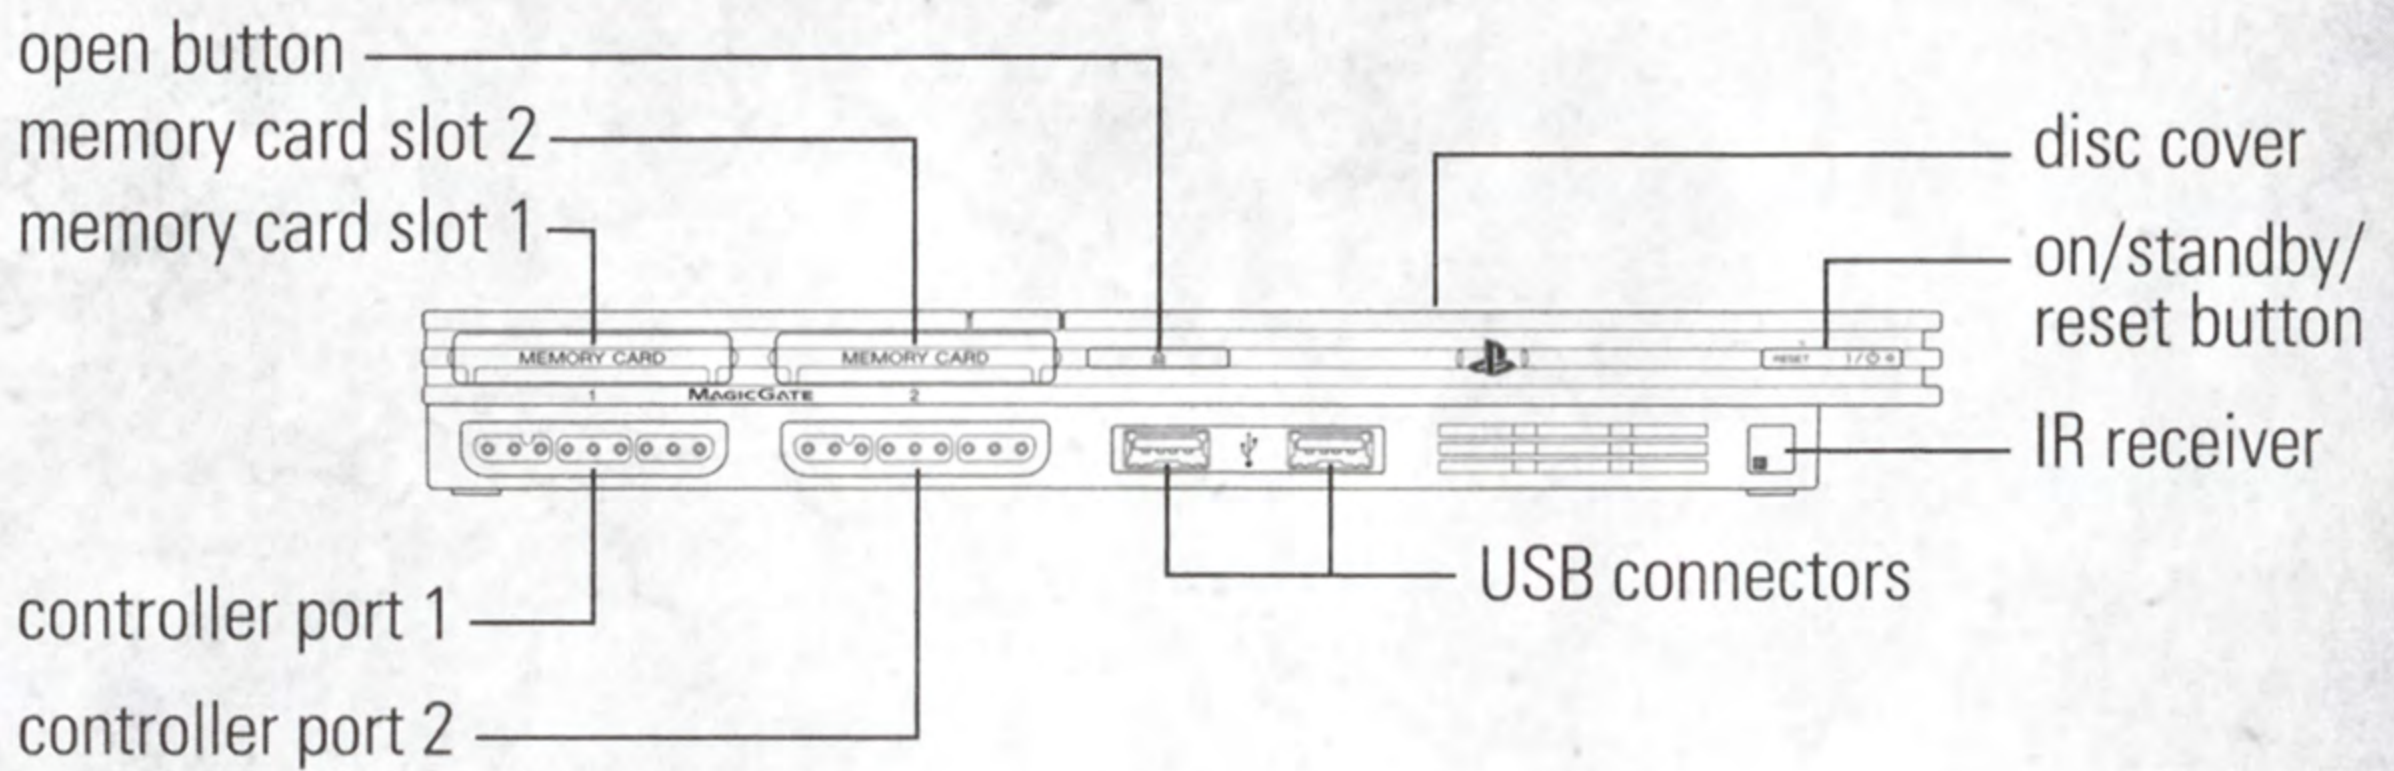 open button
memory card slot 2
memory card slot 1
disc cover
on/standby/
reset button
MEMORY CARD
MEMORY CARD
RESET
1
MAGICGATE
2
IR receiver
USB connectors
controller port 1
controller port 2